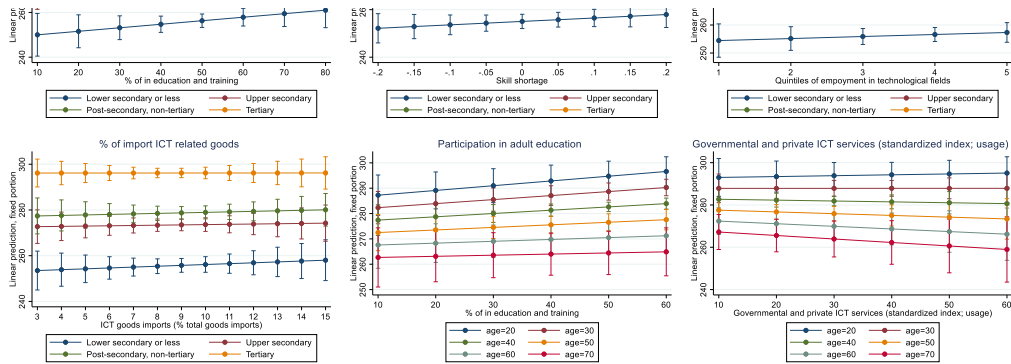 Linear pr
260
240
10 20 30 40 50 60 70 80
% of in education and training
Lower secondary or less
Upper secondary
Post-secondary, non-tertiary
Tertiary
Linear pr
260
240
-.2 -.15 -.1 -.05 0 .05 .1 .15 .2
Skill shortage
Lower secondary or less
Upper secondary
Post-secondary, non-tertiary
Tertiary
Linear pr
260
250
1 2 3 4 5
Quintiles of empoyment in technological fields
Lower secondary or less
Upper secondary
Post-secondary, non-tertiary
Tertiary
% of import ICT related goods
Linear prediction, fixed portion
300
280
260
240
3 4 5 6 7 8 9 10 11 12 13 14 15
ICT goods imports (% total goods imports)
Lower secondary or less
Upper secondary
Post-secondary, non-tertiary
Tertiary
Participation in adult education
Linear prediction, fixed portion
300
290
280
270
260
250
10 20 30 40 50 60
% of in education and training
age=20
age=30
age=40
age=50
age=60
age=70
Governmental and private ICT services (standardized index; usage)
Linear prediction, fixed portion
300
280
260
240
10 20 30 40 50 60
Governmental and private ICT services (standardized index; usage)
age=20
age=30
age=40
age=50
age=60
age=70